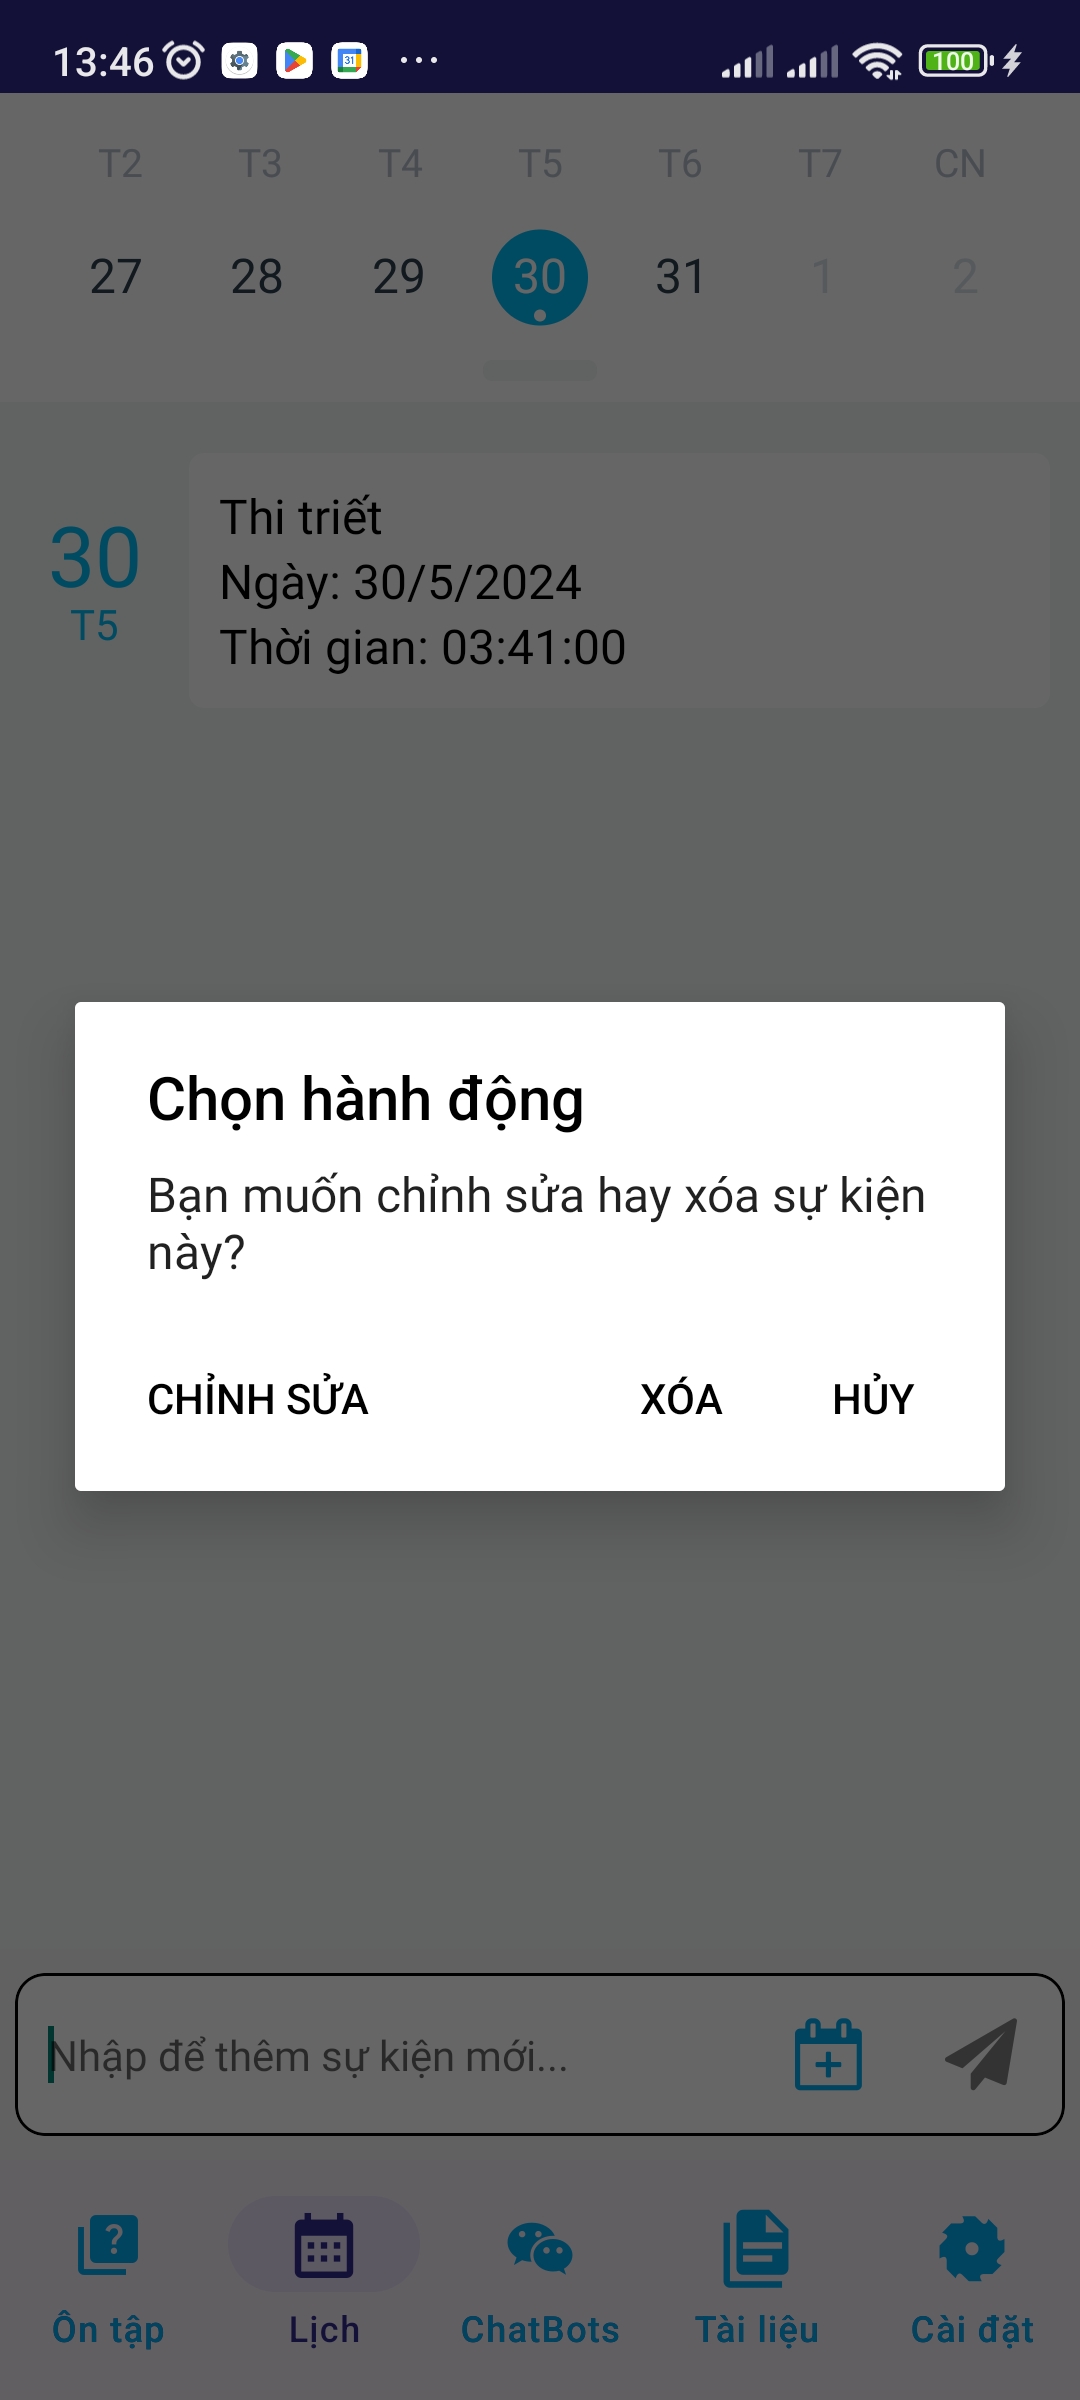 13:46
31
100
T2 T3 T4 T5 T6 T7 CN
27 28 29 30 31 1 2
30
T5
Thi triết
Ngày: 30/5/2024
Thời gian: 03:41:00
Chọn hành động
Bạn muốn chỉnh sửa hay xóa sự kiện
này?
CHỈNH SỬA XÓA HỦY
Nhập để thêm sự kiện mới...
Ôn tập Lịch ChatBots Tài liệu Cài đặt